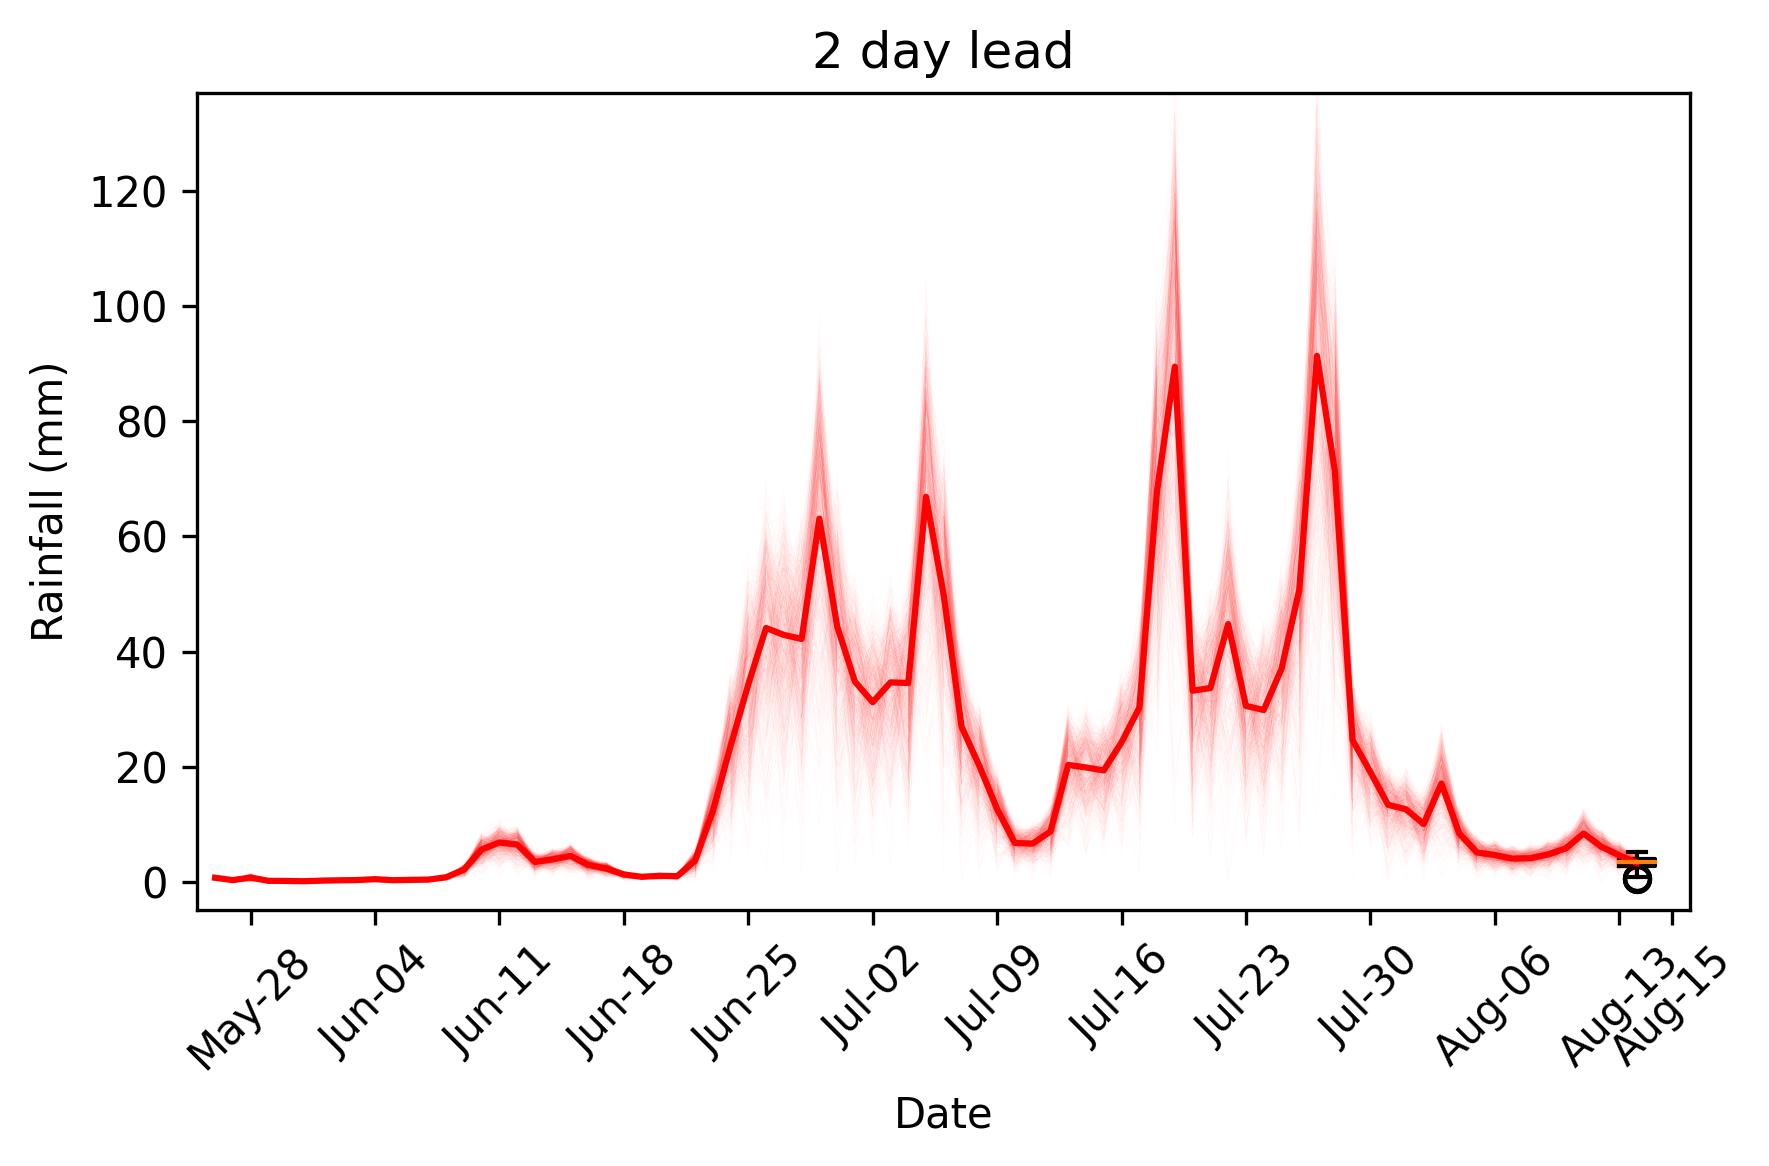 2 day lead
Rainfall (mm)
120
100
80
60
40
20
0
May-28
Jun-04
Jun-11
Jun-18
Jun-25
Jul-02
Jul-09
Jul-16
Jul-23
Jul-30
Aug-06
Aug-13
Aug-15
Date